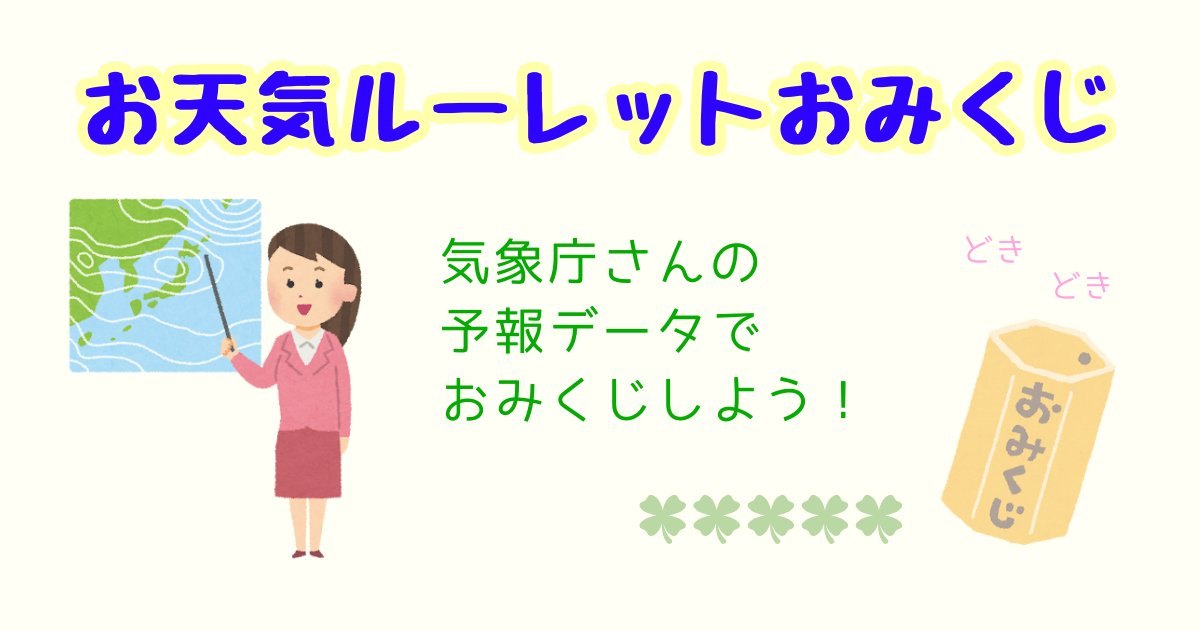 お天気ルーレットおみくじ
気象庁さんの
予報データで
おみくじしよう！
どき
どき
おみくじ